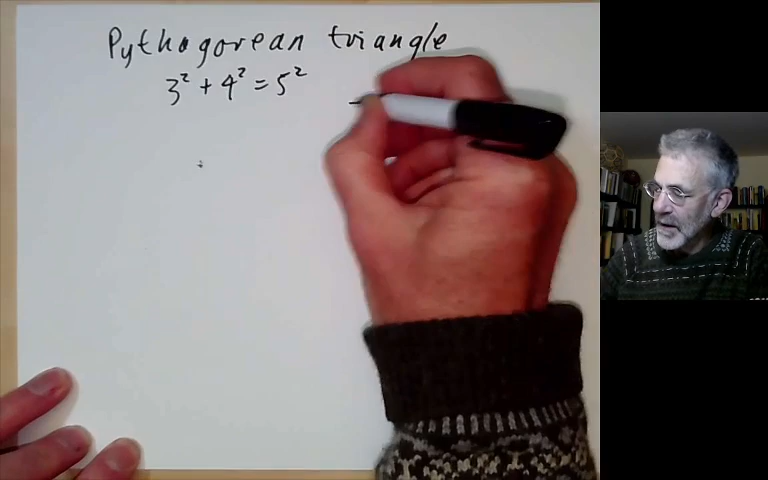 Pythagorean triangle
3² + 4² = 5²